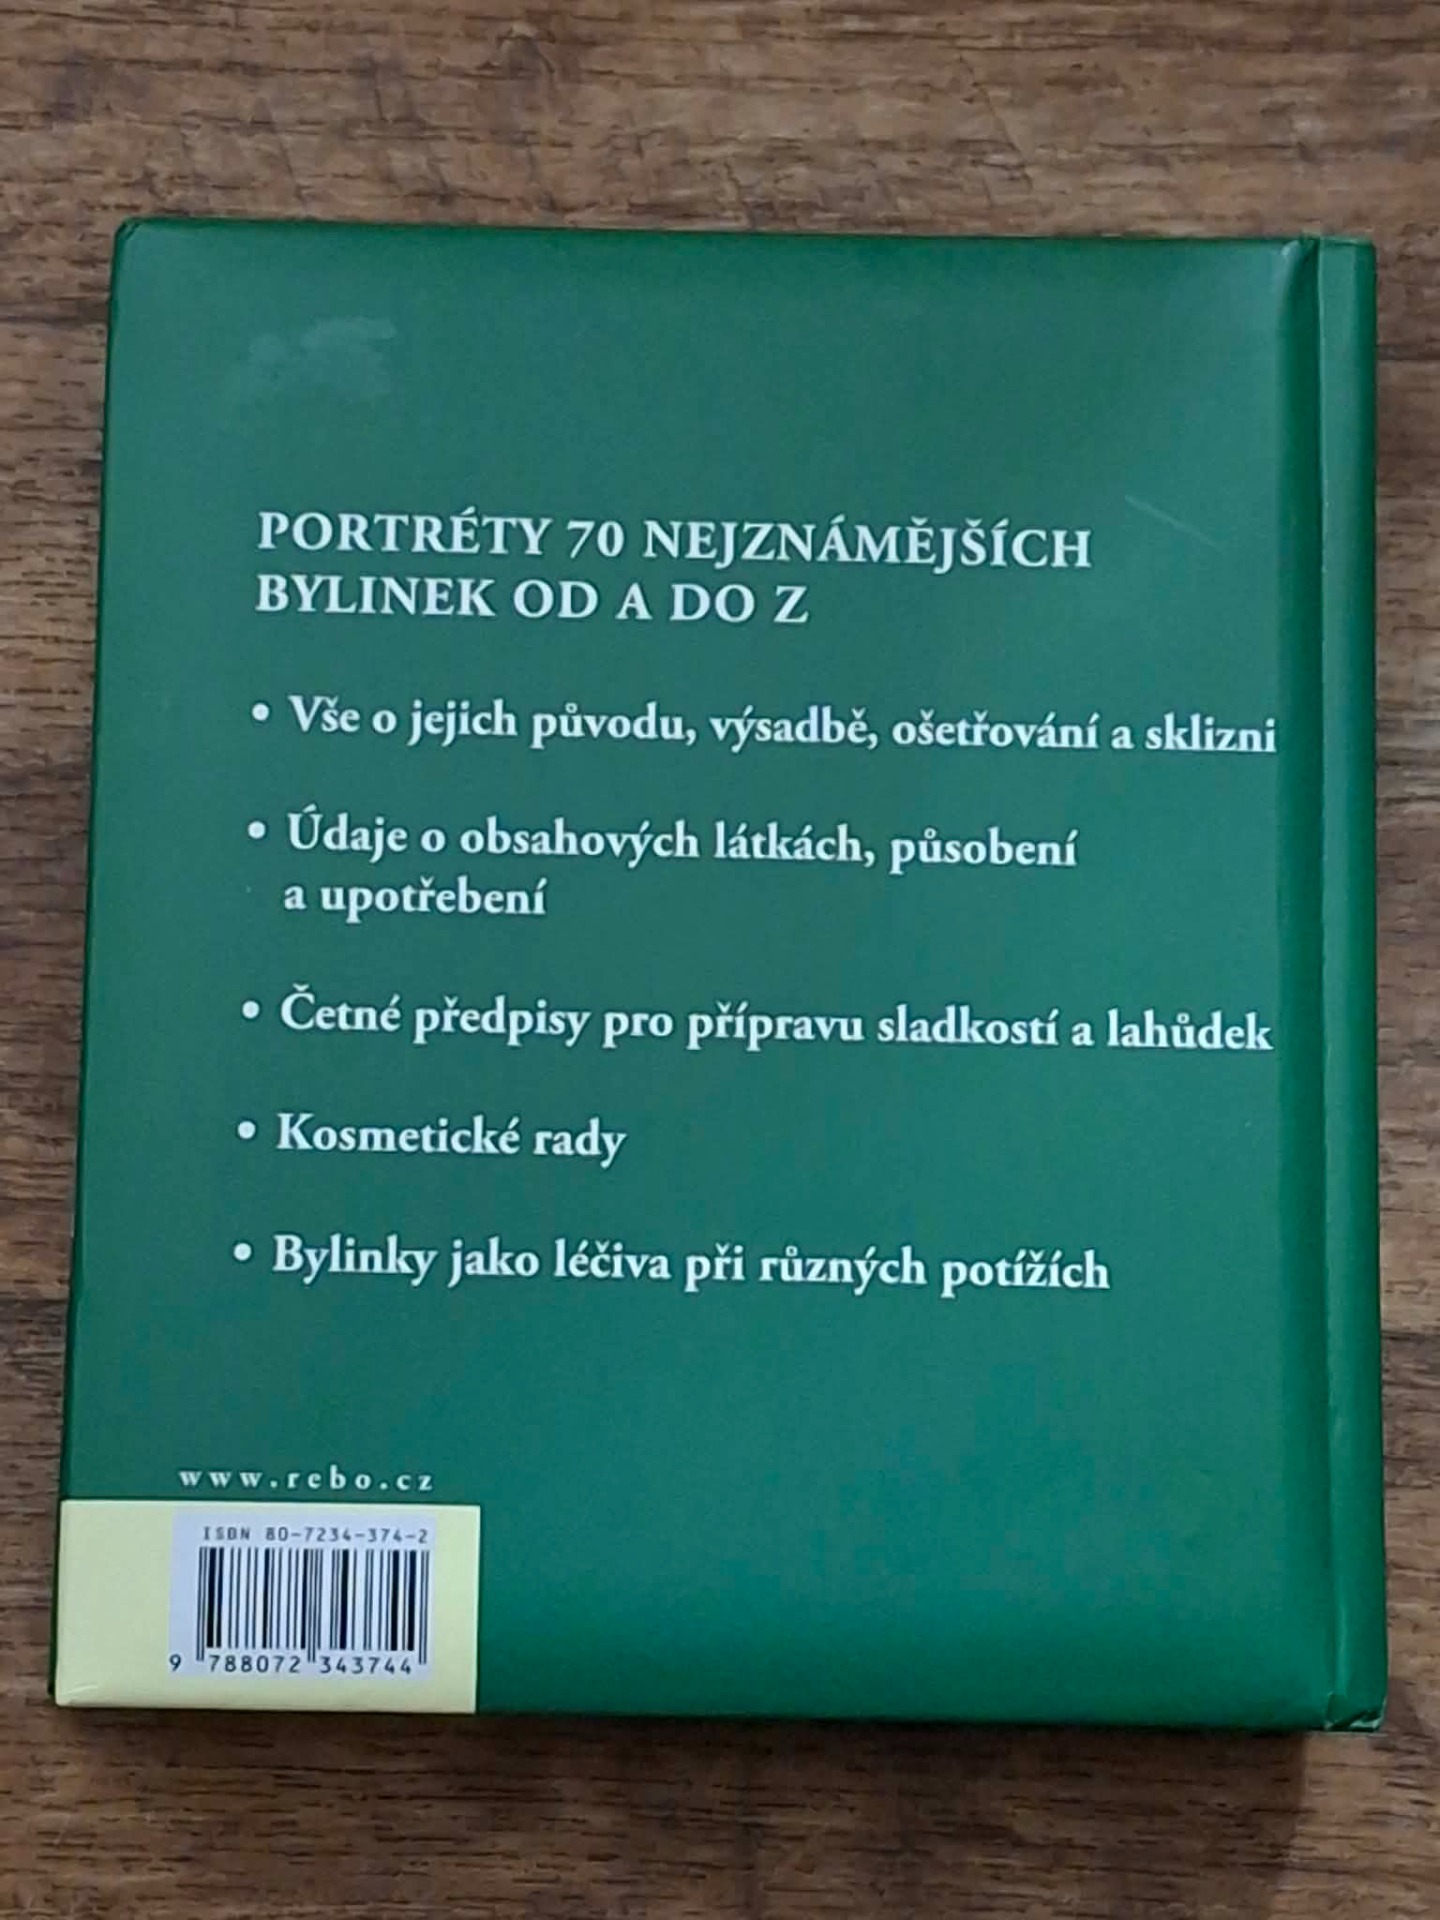 PORTRÉTY 70 NEJZNÁMĚJŠÍCH
BYLINEK OD A DO Z
• Vše o jejich původu, výsadbě, ošetřování a sklizni
• Údaje o obsahových látkách, působení
a upotřebení
• Četné předpisy pro přípravu sladkostí a lahůdek
• Kosmetické rady
• Bylinky jako léčiva při různých potížích
www.rebo.cz
ISBN 80-7234-374-2
9 788072 343744